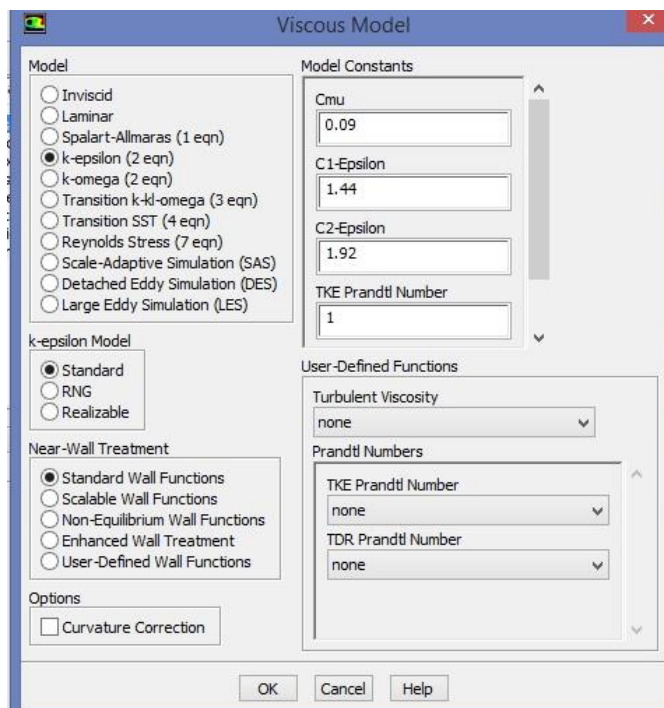 Viscous Model
Model
Inviscid
Laminar
Spalart-Allmaras (1 eqn)
k-epsilon (2 eqn)
k-omega (2 eqn)
Transition k-kl-omega (3 eqn)
Transition SST (4 eqn)
Reynolds Stress (7 eqn)
Scale-Adaptive Simulation (SAS)
Detached Eddy Simulation (DES)
Large Eddy Simulation (LES)
k-epsilon Model
Standard
RNG
Realizable
Near-Wall Treatment
Standard Wall Functions
Scalable Wall Functions
Non-Equilibrium Wall Functions
Enhanced Wall Treatment
User-Defined Wall Functions
Options
Curvature Correction
Model Constants
Cmu
0.09
C1-Epsilon
1.44
C2-Epsilon
1.92
TKE Prandtl Number
1
User-Defined Functions
Turbulent Viscosity
none
Prandtl Numbers
TKE Prandtl Number
none
TDR Prandtl Number
none
OK Cancel Help